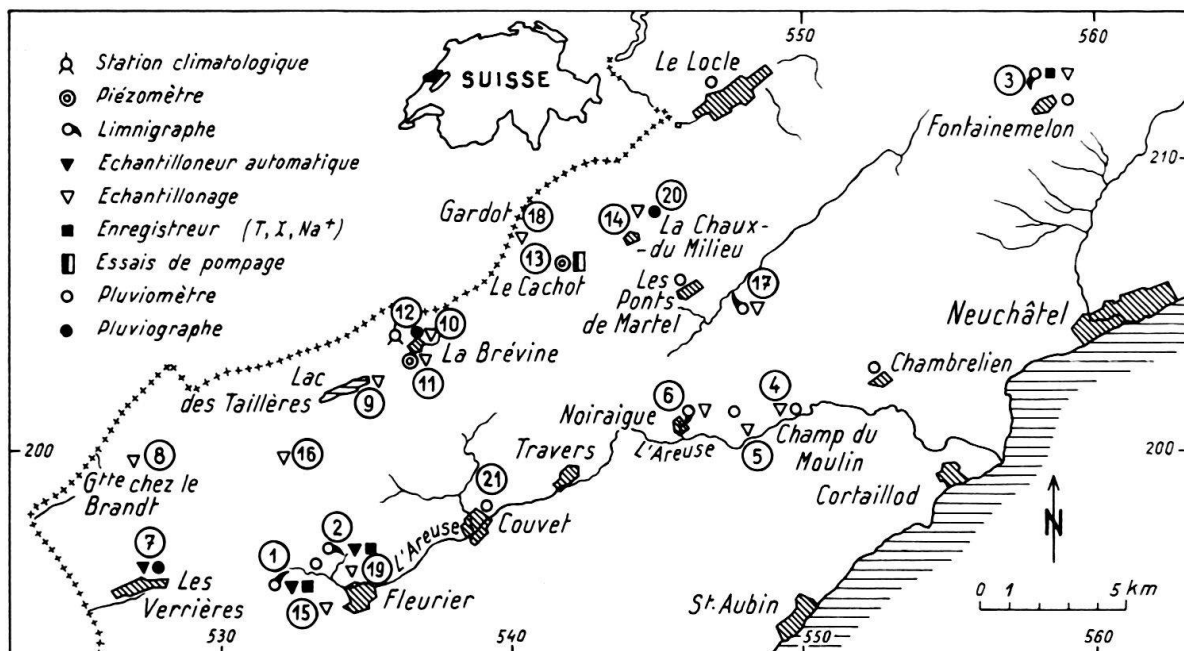 550
560
Station climatologique
Piézomètre
Limnigraphe
Echantilloneur automatique
Echantillonage
Enregistreur (T, X, Na⁺)
Essais de pompage
Pluviomètre
Pluviographe
SUISSE
Le Locle
3
Fontainemelon
210
Gardot
18
14
20
La Chaux-
-du Milieu
13
Le Cachot
Les
Ponts
de Martel
17
Neuchâtel
12
10
La Brévine
11
Lac
des Taillères
9
Chambrelien
Noiraigue
6
4
L'Areuse
5
Champ du
Moulin
200
8
Gᵗᵗᵉ chez le
Brandt
16
Travers
21
Couvet
L'Areuse
Cortaillod
200
N
7
Les
Verrières
1
2
15
19
Fleurier
St. Aubin
0 1 5 km
530
540
550
560